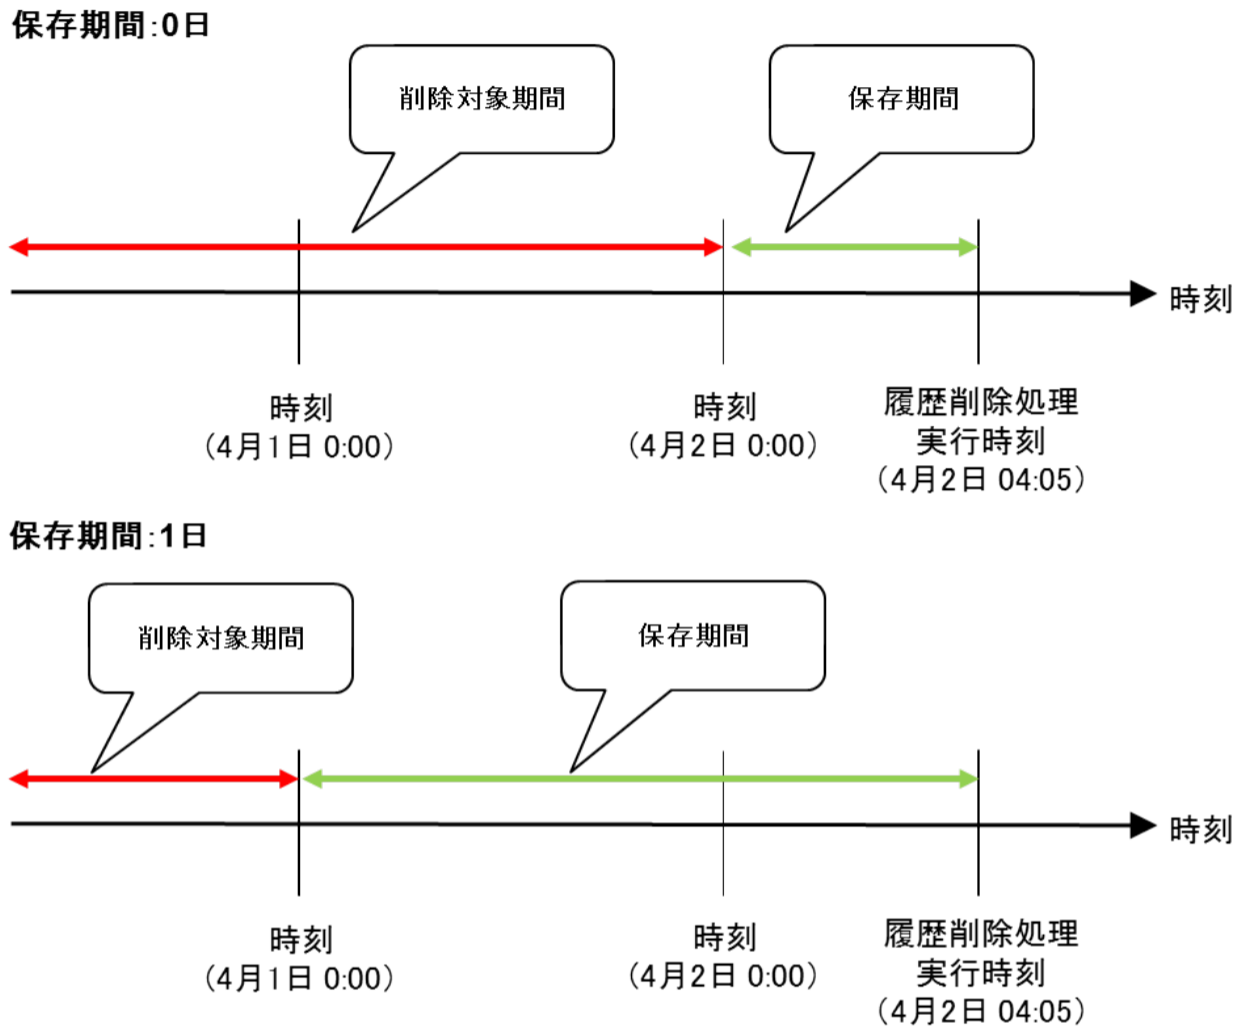 保存期間：0日
削除対象期間
保存期間
時刻
時刻
（4月1日 0:00）
時刻
（4月2日 0:00）
履歴削除処理
実行時刻
（4月2日 04:05）
保存期間：1日
削除対象期間
保存期間
時刻
時刻
（4月1日 0:00）
時刻
（4月2日 0:00）
履歴削除処理
実行時刻
（4月2日 04:05）